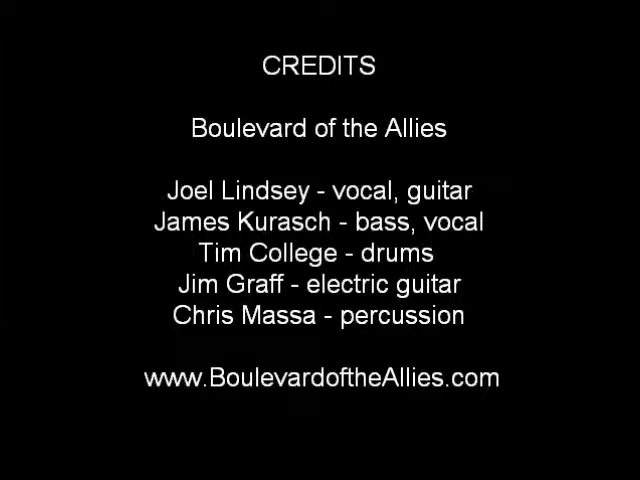 CREDITS
Boulevard of the Allies
Joel Lindsey - vocal, guitar
James Kurasch - bass, vocal
Tim College - drums
Jim Graff - electric guitar
Chris Massa - percussion
www.BoulevardoftheAllies.com